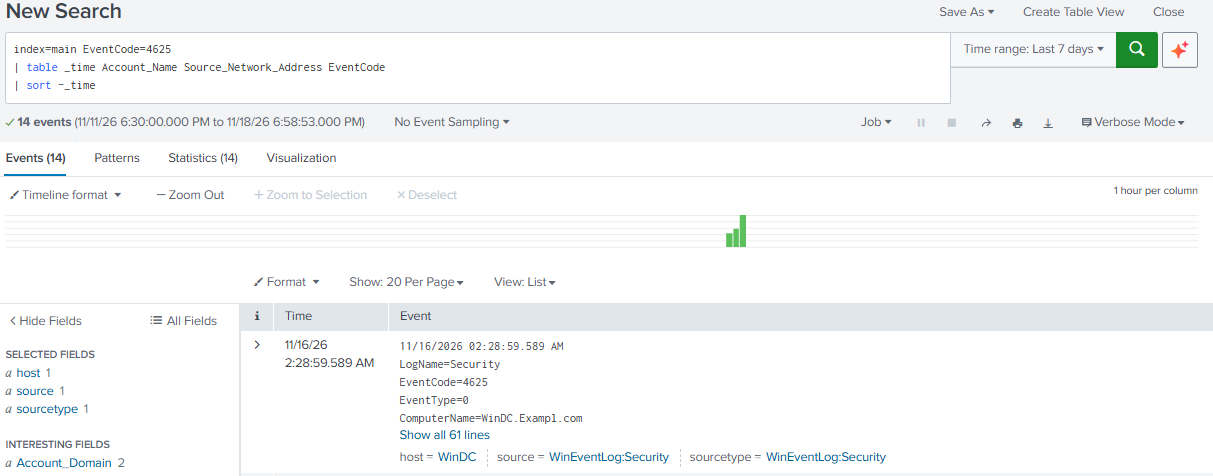 New Search
Save As Create Table View Close
index=main EventCode=4625
| table _time Account_Name Source_Network_Address EventCode
| sort -_time
Time range: Last 7 days
14 events (11/11/26 6:30:00.000 PM to 11/18/26 6:58:53.000 PM) No Event Sampling
Job Verbose Mode
Events (14) Patterns Statistics (14) Visualization
Timeline format Zoom Out Zoom to Selection Deselect
1 hour per column
Format Show: 20 Per Page View: List
Hide Fields All Fields
i Time Event
SELECTED FIELDS
a host 1
a source 1
a sourcetype 1
INTERESTING FIELDS
a Account_Domain 2
11/16/26
2:28:59.589 AM
11/16/2026 02:28:59.589 AM
LogName=Security
EventCode=4625
EventType=0
ComputerName=WinDC.Exampl.com
Show all 61 lines
host = WinDC source = WinEventLog:Security sourcetype = WinEventLog:Security